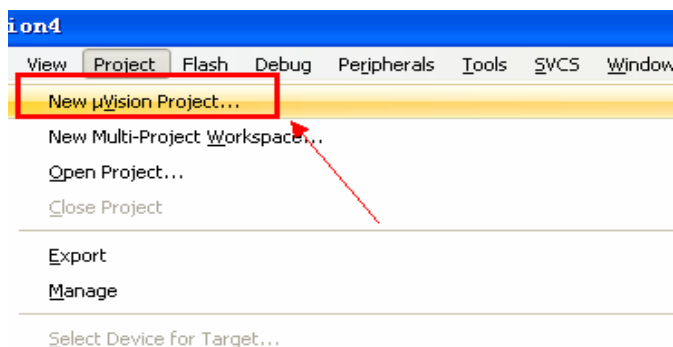 ion4
View Project Flash Debug Peripherals Tools SVCS Window
New µVision Project...
New Multi-Project Workspace...
Open Project...
Close Project
Export
Manage
Select Device for Target...